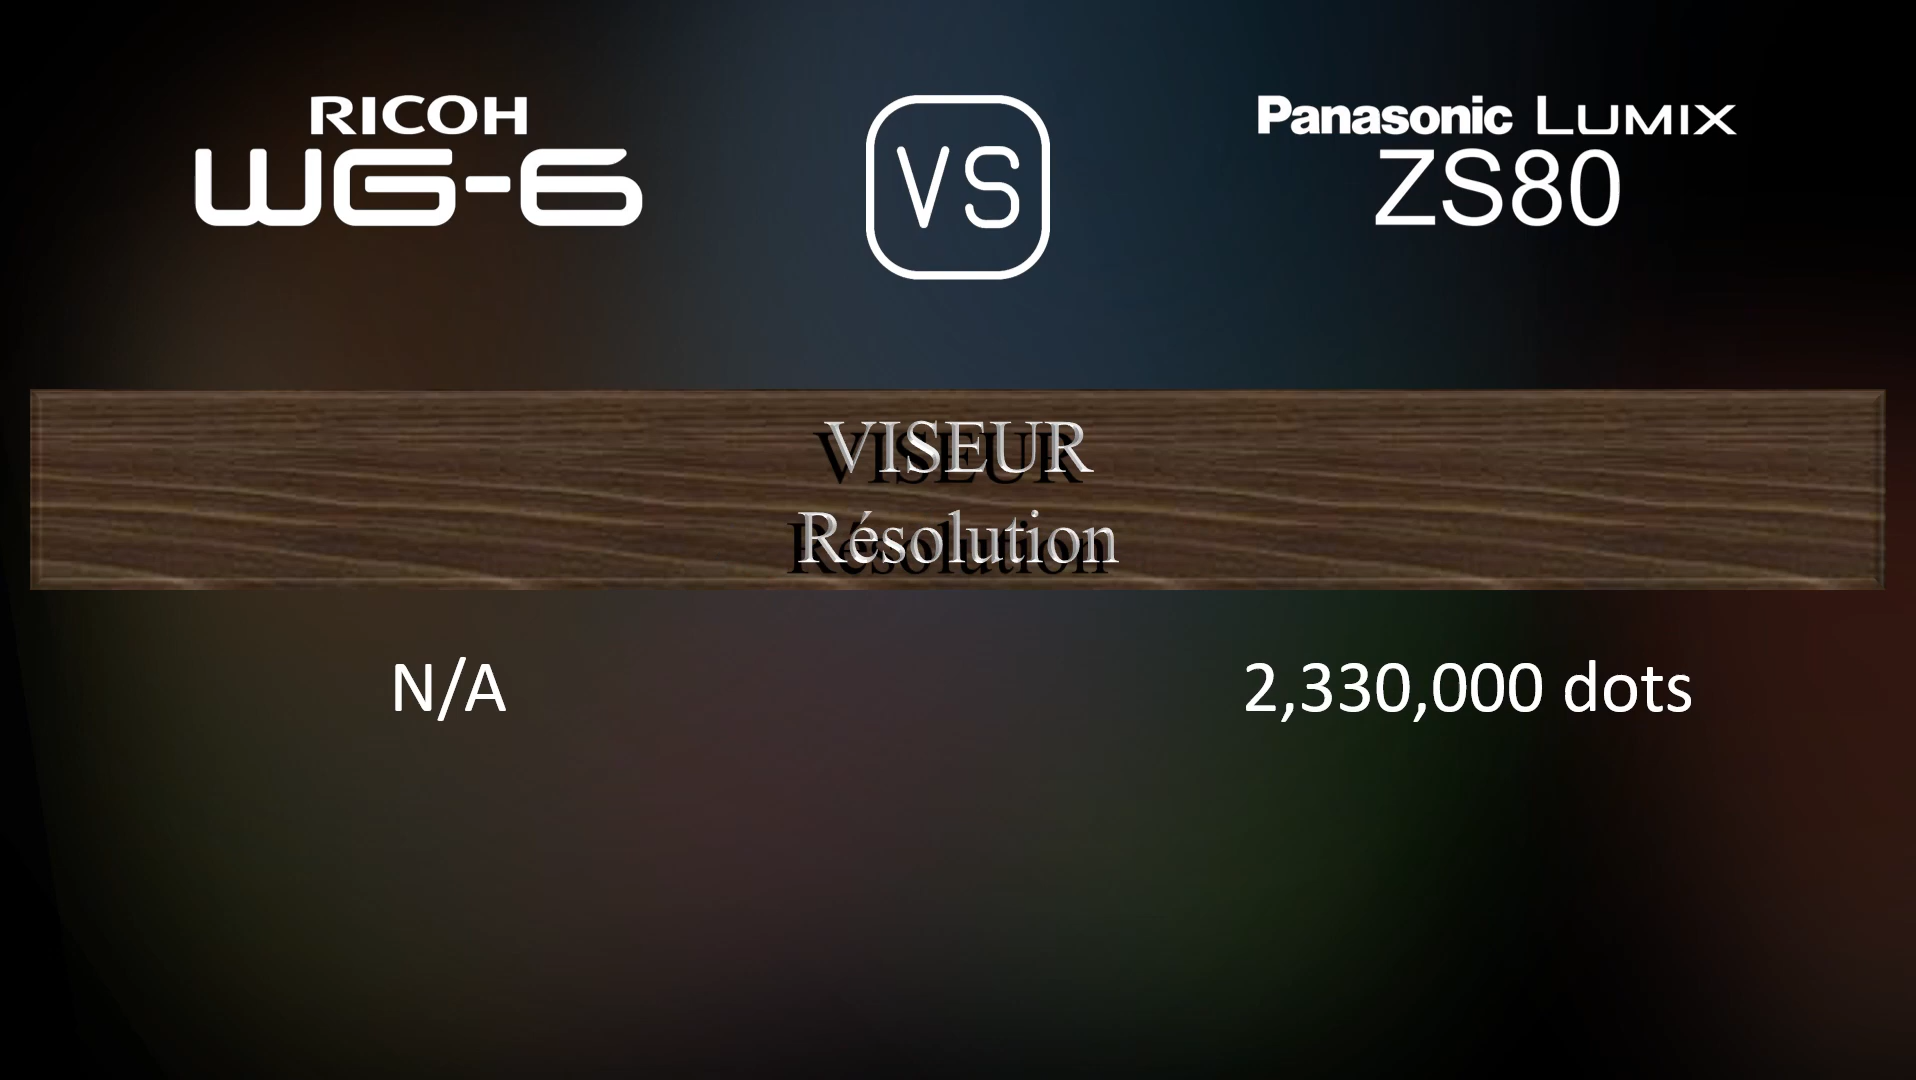 RICOH
WG-6
VS
Panasonic LUMIX
ZS80
VISEUR
Résolution
N/A
2,330,000 dots